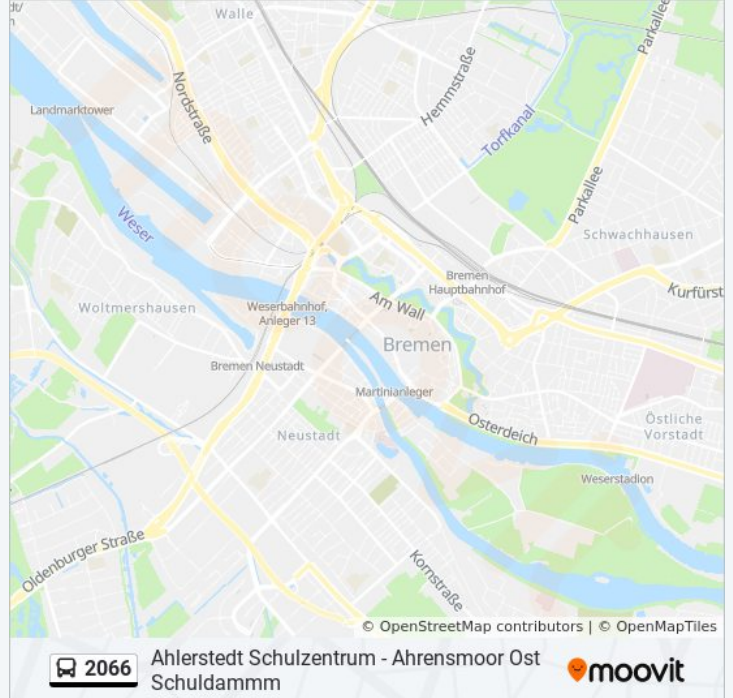 Walle
Parkallee
Hemmstraße
Nordstraße
Landmarktower
Torfkanal
Parkallee
Weser
Schwachhausen
Bremen
Hauptbahnhof
Kurfürst
Am Wall
Woltmershausen
Weserbahnhof,
Anleger 13
Bremen
Bremen Neustadt
Martinianleger
Osterdeich
Östliche
Vorstadt
Neustadt
Weserstadion
Oldenburger Straße
Kornstraße
© OpenStreetMap contributors | © OpenMapTiles
2066
Ahlerstedt Schulzentrum - Ahrensmoor Ost
Schuldammm
moovit